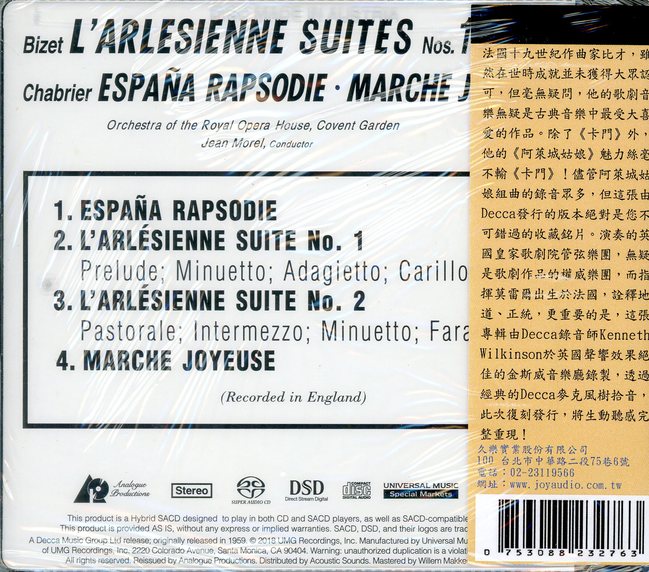 Bizet L'ARLESIENNE SUITES Nos. 1
Chabrier ESPAÑA RAPSODIE · MARCHE J
Orchestra of the Royal Opera House, Covent Garden
Jean Morel, Conductor
1. ESPAÑA RAPSODIE
2. L'ARLÉSIENNE SUITE No. 1
Prelude; Minuetto; Adagietto; Carillo
3. L'ARLÉSIENNE SUITE No. 2
Pastorale; Intermezzo; Minuetto; Fara
4. MARCHE JOYEUSE
(Recorded in England)
Analogue
Productions
Stereo
SUPER AUDIO CD
DSD
Direct Stream Digital
COMPACT
disc
DIGITAL AUDIO
UNIVERSAL MUSIC
Special Markets
This product is a Hybrid SACD designed to play in both CD and SACD players, as well as SACD-compatible
This product is provided AS IS, without any express or implied warranties. SACD, DSD, and their logos are trad
A Decca Music Group Ltd release; originally released in 1959. © 2018 UMG Recordings, Inc. Manufactured by Universal Mus
of UMG Recordings, Inc. 2220 Colorado Avenue, Santa Monica, CA 90404. Warning: unauthorized duplication is a violat
All rights reserved. Reissued by Analogue Productions. Distributed by Acoustic Sounds. Mastered by Willem Makkee
法國十九世紀作曲家比才，雖
然在世時成就並未獲得大眾認
可，但毫無疑問，他的歌劇音
樂無疑是古典音樂中最受大喜
愛的作品。除了《卡門》外，
他的《阿萊城姑娘》魅力絲毫
不輸《卡門》！儘管阿萊城姑
娘組曲的錄音眾多，但這張由
Decca發行的版本絕對是您不
可錯過的收藏銘片。演奏的英
國皇家歌劇院管弦樂團，無疑
是歌劇作品的權威樂團，而指
揮莫雷爾出生於法國，詮釋地
道、正統，更重要的是，這張
專輯由Decca錄音師Kenneth
Wilkinson於英國聲響效果絕
佳的金斯威音樂廳錄製，透過
經典的Decca麥克風樹拾音，
此次復刻發行，將生動聽感完
整重現！
久樂實業股份有限公司
100 台北市中華路二段75巷6號
電話：02-23119566
網址：www.joyaudio.com.tw
0 753088 232763